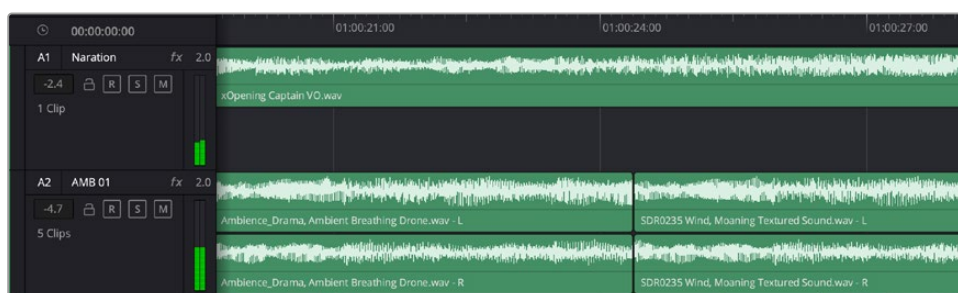 00:00:00:00 01:00:21:00 01:00:24:00 01:00:27:00
A1 Naration fx 2.0
-2.4 R S M
xOpening Captain VO.wav
1 Clip
A2 AMB 01 fx 2.0
-4.7 R S M
Ambience_Drama, Ambient Breathing Drone.wav - L SDR0235 Wind, Moaning Textured Sound.wav - L
5 Clips
Ambience_Drama, Ambient Breathing Drone.wav - R SDR0235 Wind, Moaning Textured Sound.wav - R